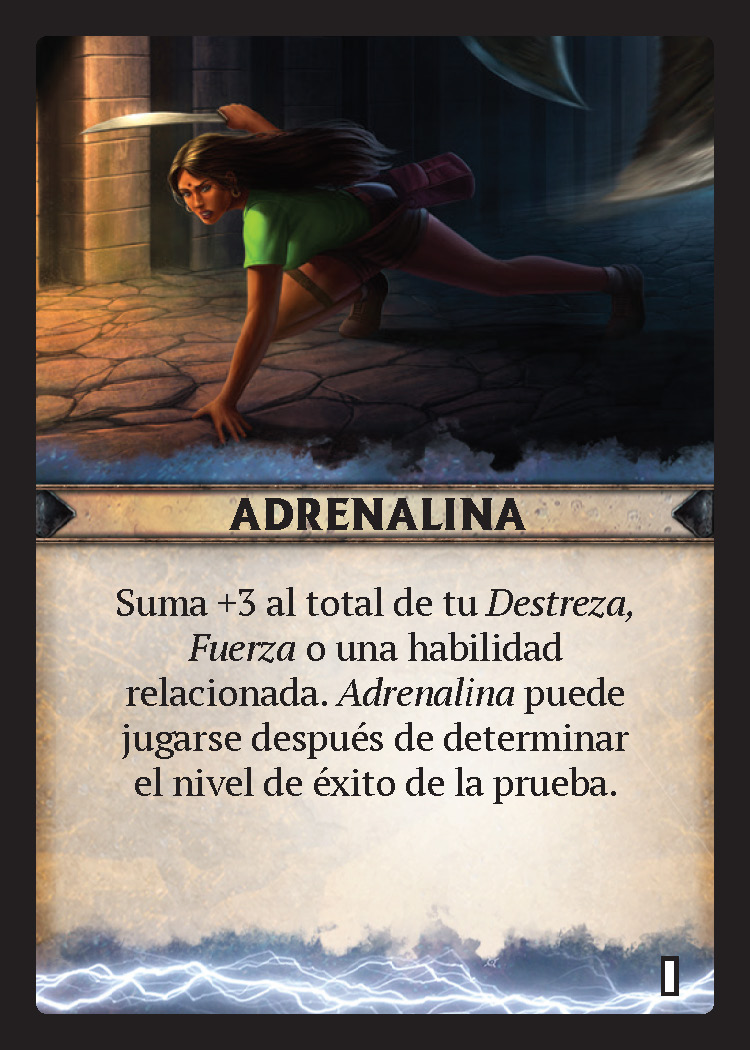 ADRENALINA
Suma +3 al total de tu Destreza,
Fuerza o una habilidad
relacionada. Adrenalina puede
jugarse después de determinar
el nivel de éxito de la prueba.